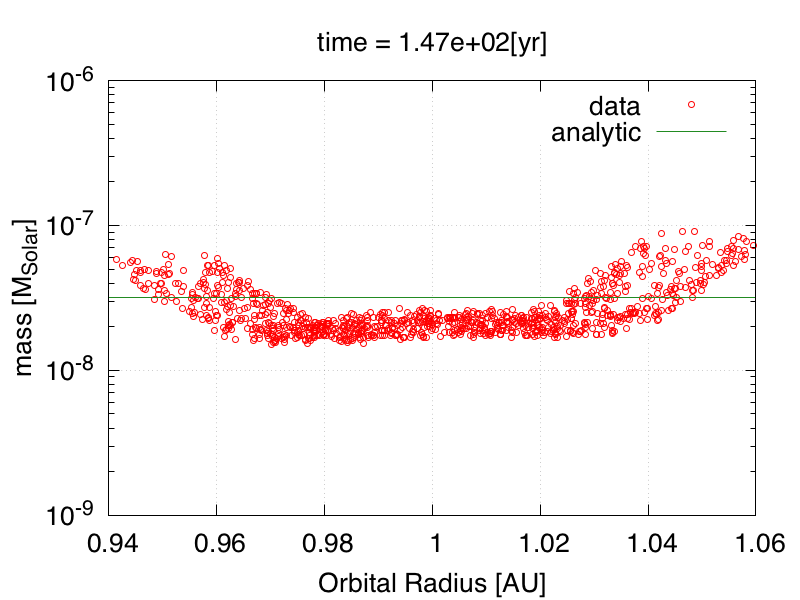 time = 1.47e+02[yr]
10^-6
data
analytic
10^-7
10^-8
10^-9
mass [M_Solar]
0.94 0.96 0.98 1 1.02 1.04 1.06
Orbital Radius [AU]